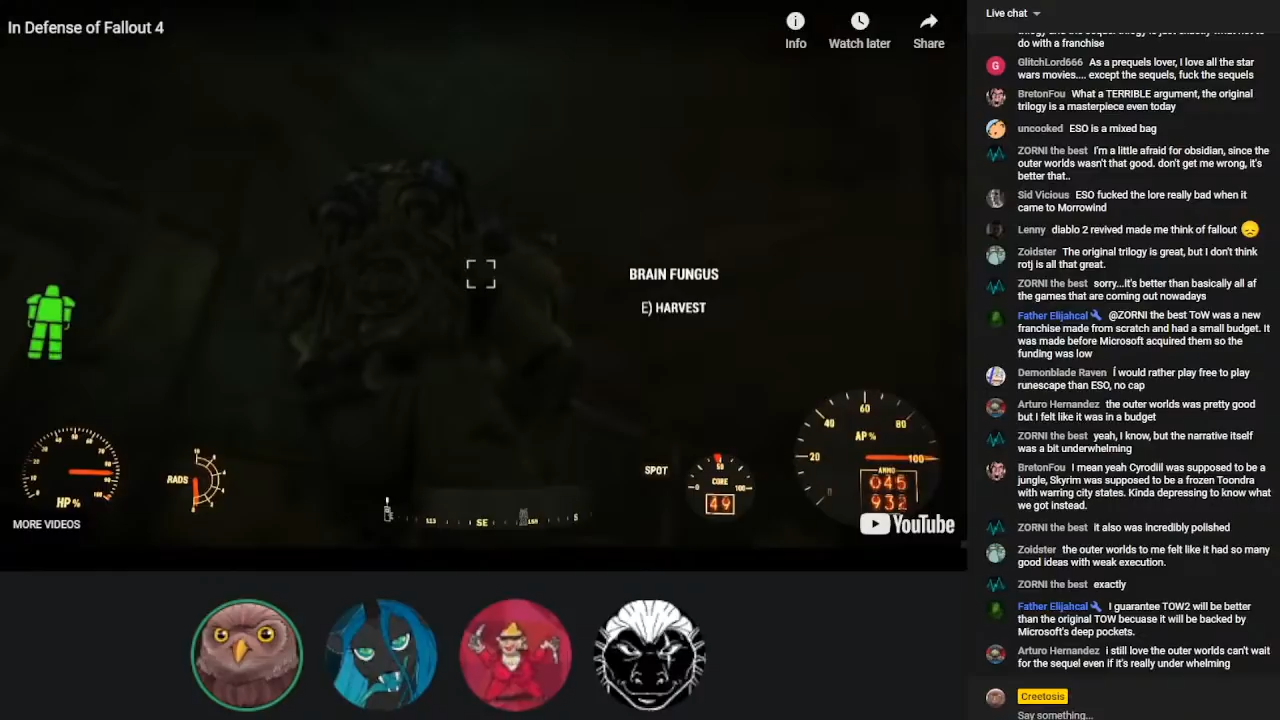 In Defense of Fallout 4
Info
Watch later
Share
BRAIN FUNGUS
E) HARVEST
HP %
RADS
MORE VIDEOS
SPOT
CORE
0
50
100
49
SE
S
20
40
60
80
100
AP %
AMMO
045
932
YouTube
Live chat
do with a franchise
G
GlitchLord666 As a prequels lover, I love all the star
wars movies.... except the sequels, fuck the sequels
BretonFou What a TERRIBLE argument, the original
trilogy is a masterpiece even today
uncooked ESO is a mixed bag
ZORNI the best I'm a little afraid for obsidian, since the
outer worlds wasn't that good. don't get me wrong, it's
better that..
Sid Vicious ESO fucked the lore really bad when it
came to Morrowind
Lenny diablo 2 revived made me think of fallout 😞
Zoidster The original trilogy is great, but I don't think
rotj is all that great.
ZORNI the best sorry...it's better than basically all af
the games that are coming out nowadays
Father Elijahcal @ZORNI the best ToW was a new
franchise made from scratch and had a small budget. It
was made before Microsoft acquired them so the
funding was low
Demonblade Raven Í would rather play free to play
runescape than ESO, no cap
Arturo Hernandez the outer worlds was pretty good
but I felt like it was in a budget
ZORNI the best yeah, I know, but the narrative itself
was a bit underwhelming
BretonFou I mean yeah Cyrodiil was supposed to be a
jungle, Skyrim was supposed to be a frozen Toondra
with warring city states. Kinda depressing to know what
we got instead.
ZORNI the best it also was incredibly polished
Zoidster the outer worlds to me felt like it had so many
good ideas with weak execution.
ZORNI the best exactly
Father Elijahcal I guarantee TOW2 will be better
than the original TOW becuase it will be backed by
Microsoft's deep pockets.
Arturo Hernandez i still love the outer worlds can't wait
for the sequel even if it's really under whelming
Creetosis
Say something...